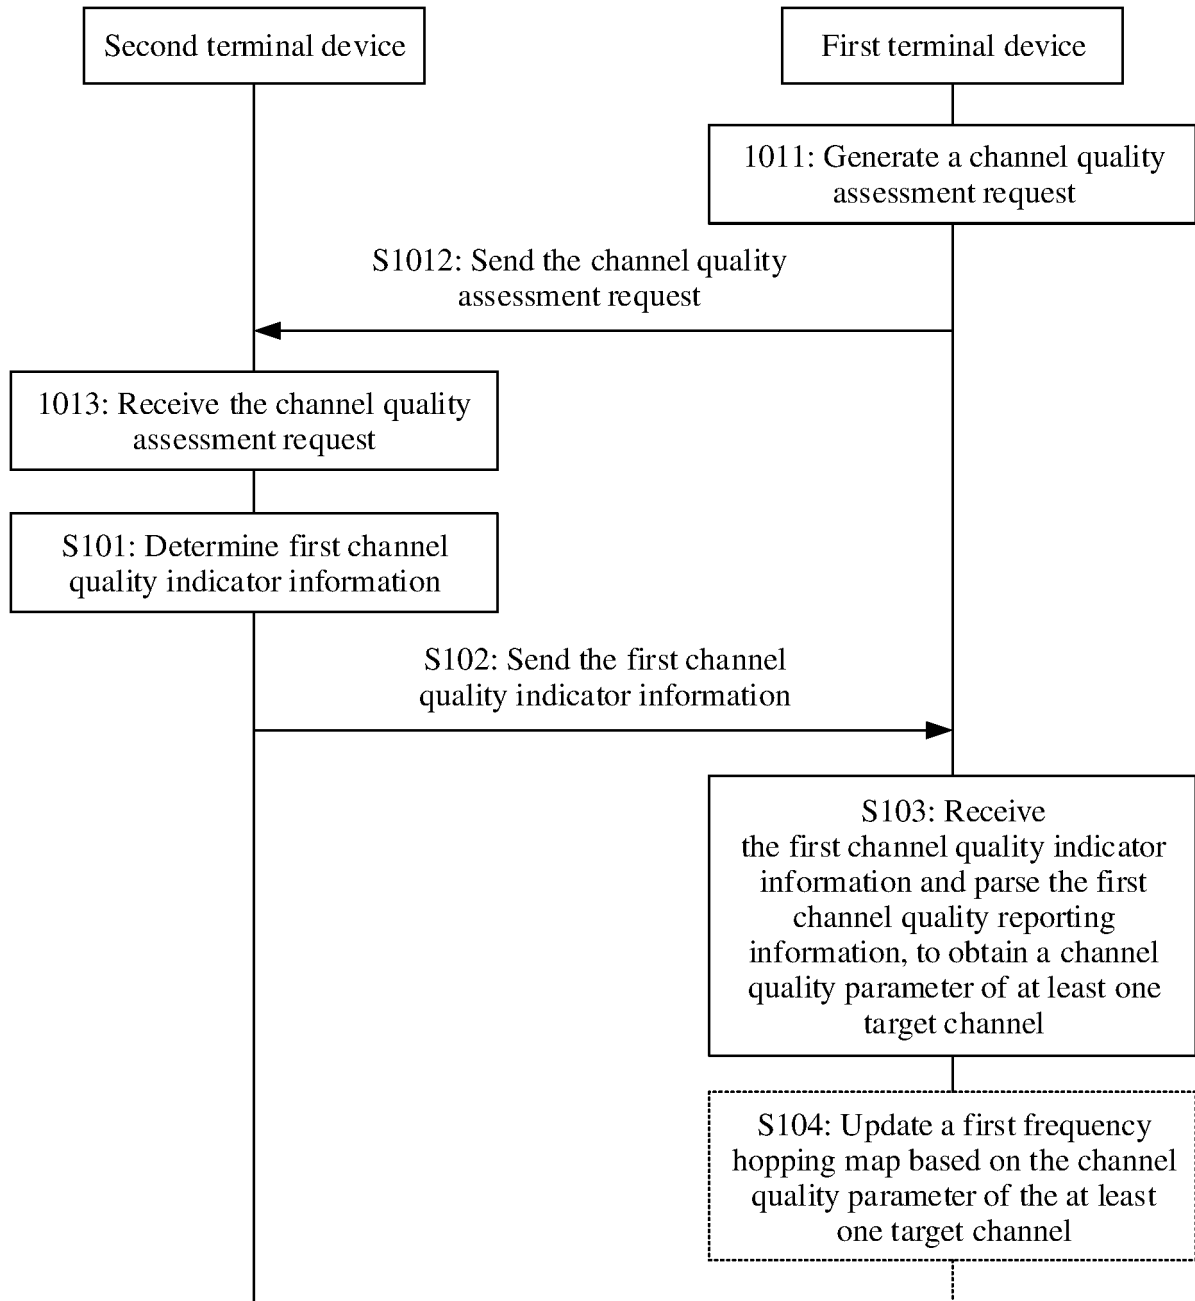 Second terminal device
First terminal device
1011: Generate a channel quality
assessment request
S1012: Send the channel quality
assessment request
1013: Receive the channel quality
assessment request
S101: Determine first channel
quality indicator information
S102: Send the first channel
quality indicator information
S103: Receive
the first channel quality indicator
information and parse the first
channel quality reporting
information, to obtain a channel
quality parameter of at least one
target channel
S104: Update a first frequency
hopping map based on the channel
quality parameter of the at least
one target channel